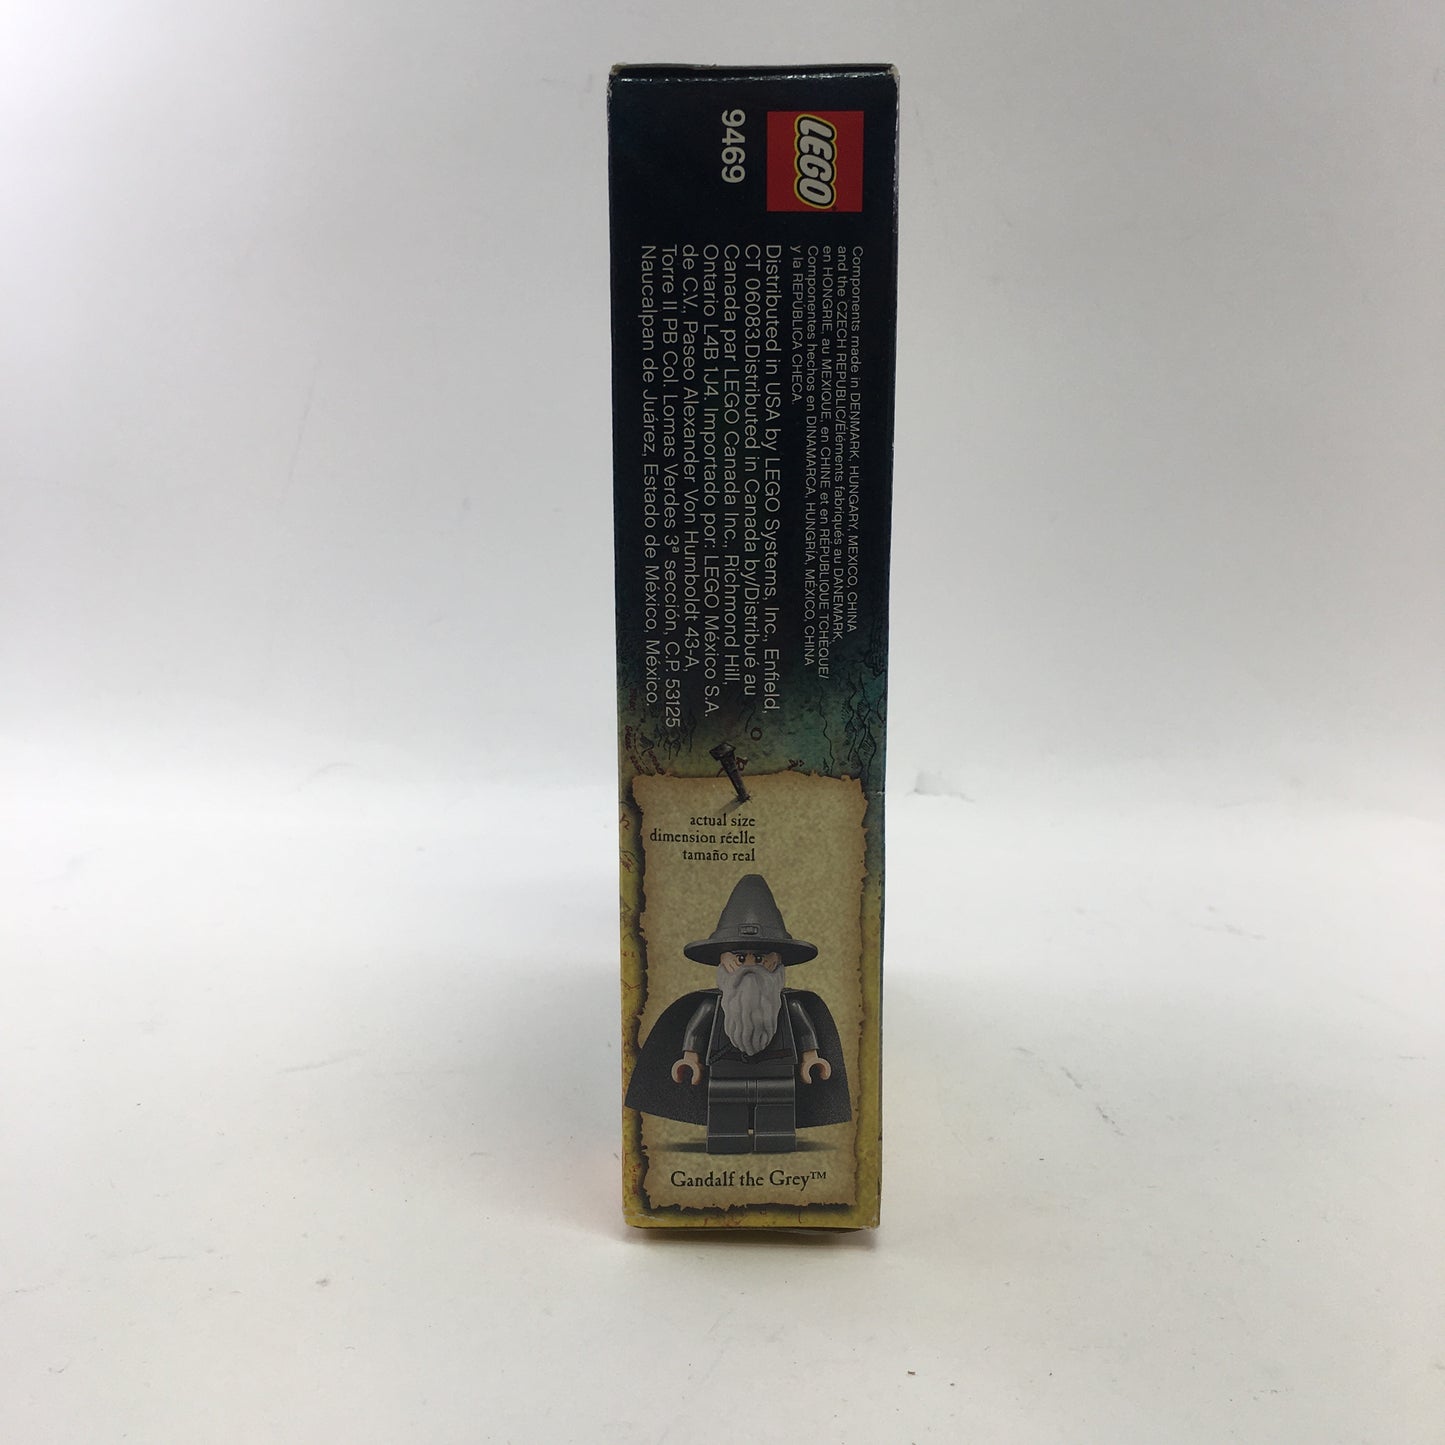 LEGO
9469
Components made in DENMARK, HUNGARY, MEXICO, CHINA
and the CZECH REPUBLIC/Éléments fabriqués au DANEMARK,
en HONGRIE, au MEXIQUE, en CHINE et en RÉPUBLIQUE TCHÈQUE/
Componentes hechos en DINAMARCA, HUNGRÍA, MÉXICO, CHINA
y la REPÚBLICA CHECA.
Distributed in USA by LEGO Systems, Inc., Enfield,
CT 06083.Distributed in Canada by/Distribué au
Canada par LEGO Canada Inc., Richmond Hill,
Ontario L4B 1J4. Importado por: LEGO México S.A.
de C.V., Paseo Alexander Von Humboldt 43-A,
Torre II PB Col. Lomas Verdes 3ª sección, C.P. 53125
Naucalpan de Juárez, Estado de México, México.
actual size
dimension réelle
tamaño real
Gandalf the Grey™